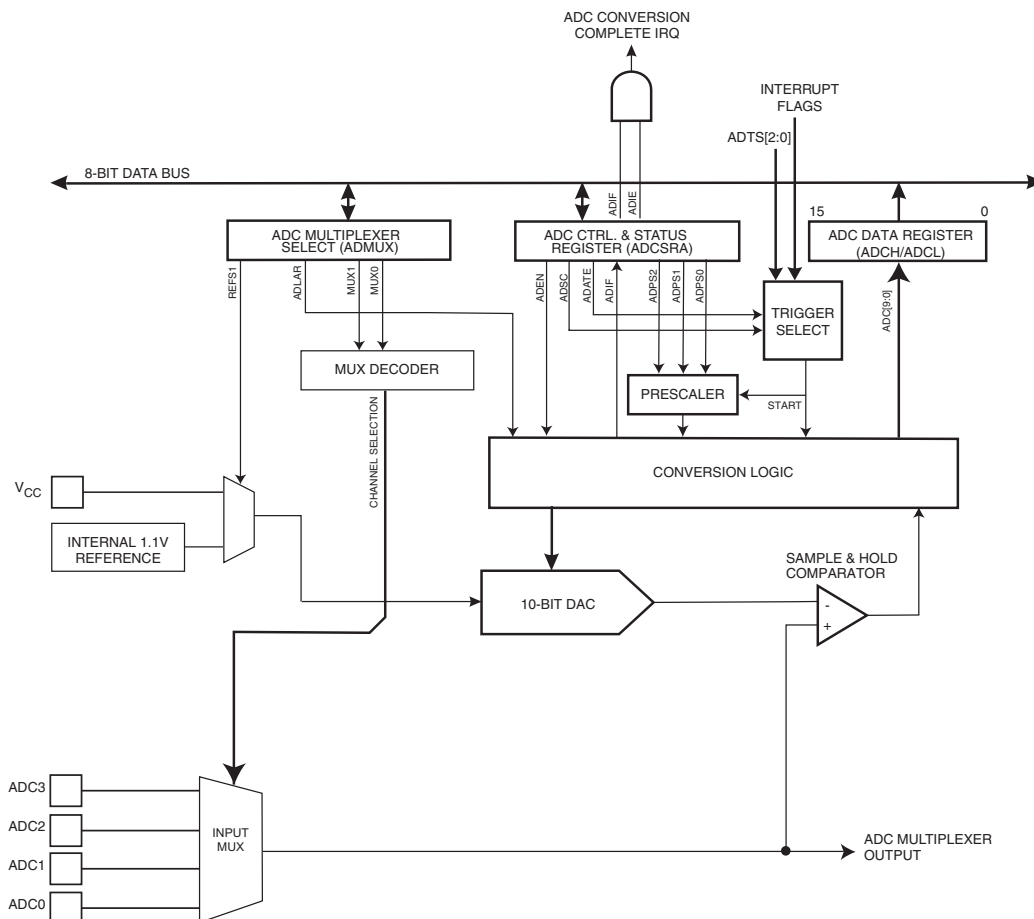 ADC CONVERSION
COMPLETE IRQ
INTERRUPT
FLAGS
ADTS[2:0]
8-BIT DATA BUS
ADIF
ADIE
15
0
ADC MULTIPLEXER
SELECT (ADMUX)
ADC CTRL. & STATUS
REGISTER (ADCSRA)
ADC DATA REGISTER
(ADCH/ADCL)
REFS1
ADLAR
MUX1
MUX0
ADEN
ADSC
ADATE
ADIF
ADPS2
ADPS1
ADPS0
ADC[9:0]
TRIGGER
SELECT
MUX DECODER
PRESCALER
START
CHANNEL SELECTION
CONVERSION LOGIC
VCC
INTERNAL 1.1V
REFERENCE
SAMPLE & HOLD
COMPARATOR
10-BIT DAC
-
+
ADC3
ADC2
ADC1
ADC0
INPUT
MUX
ADC MULTIPLEXER
OUTPUT